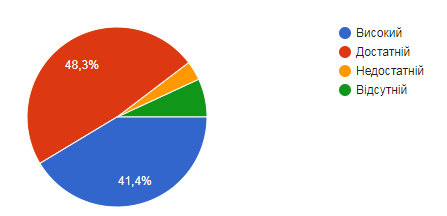 48,3%
41,4%
Високий
Достатній
Недостатній
Відсутній